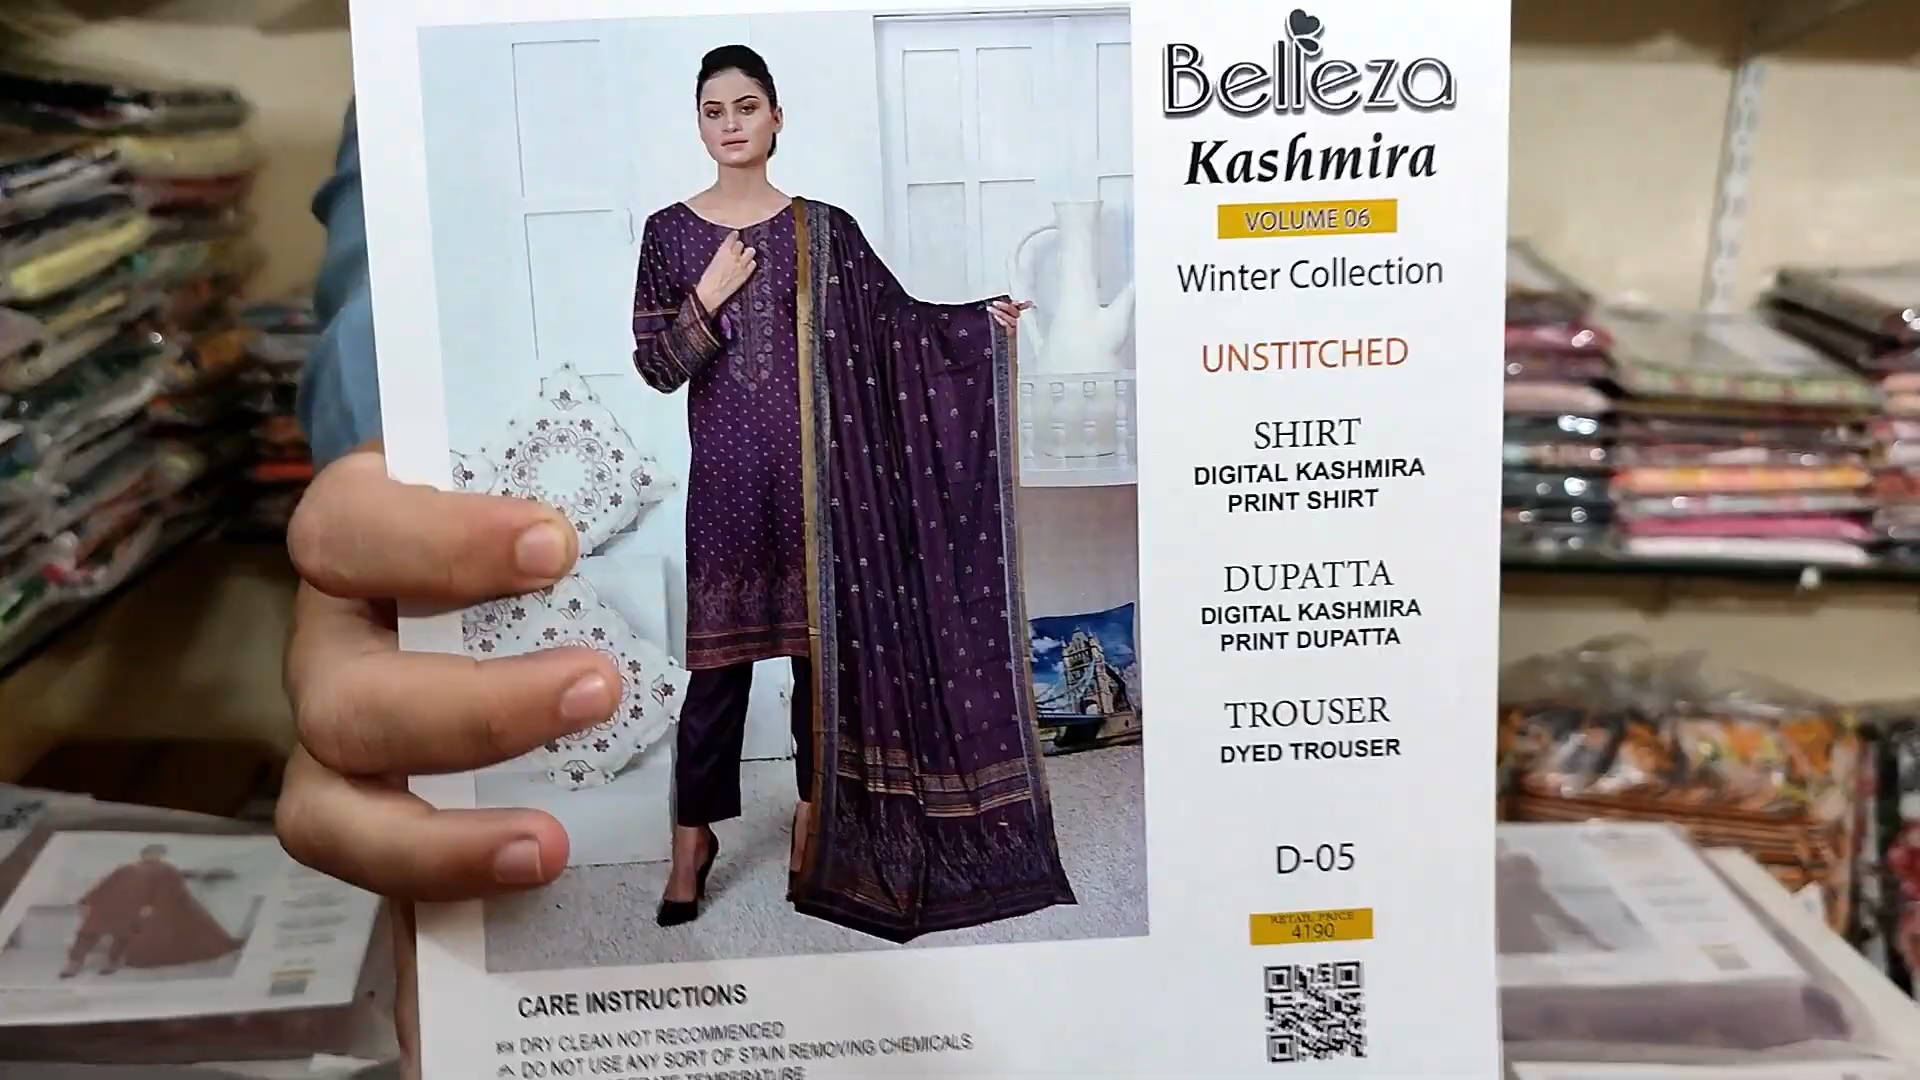 Belleza
Kashmira
VOLUME 06
Winter Collection
UNSTITCHED
SHIRT
DIGITAL KASHMIRA
PRINT SHIRT
DUPATTA
DIGITAL KASHMIRA
PRINT DUPATTA
TROUSER
DYED TROUSER
D-05
RETAIL PRICE
4190
CARE INSTRUCTIONS
DRY CLEAN NOT RECOMMENDED
DO NOT USE ANY SORT OF STAIN REMOVING CHEMICALS
TEMPERATURE